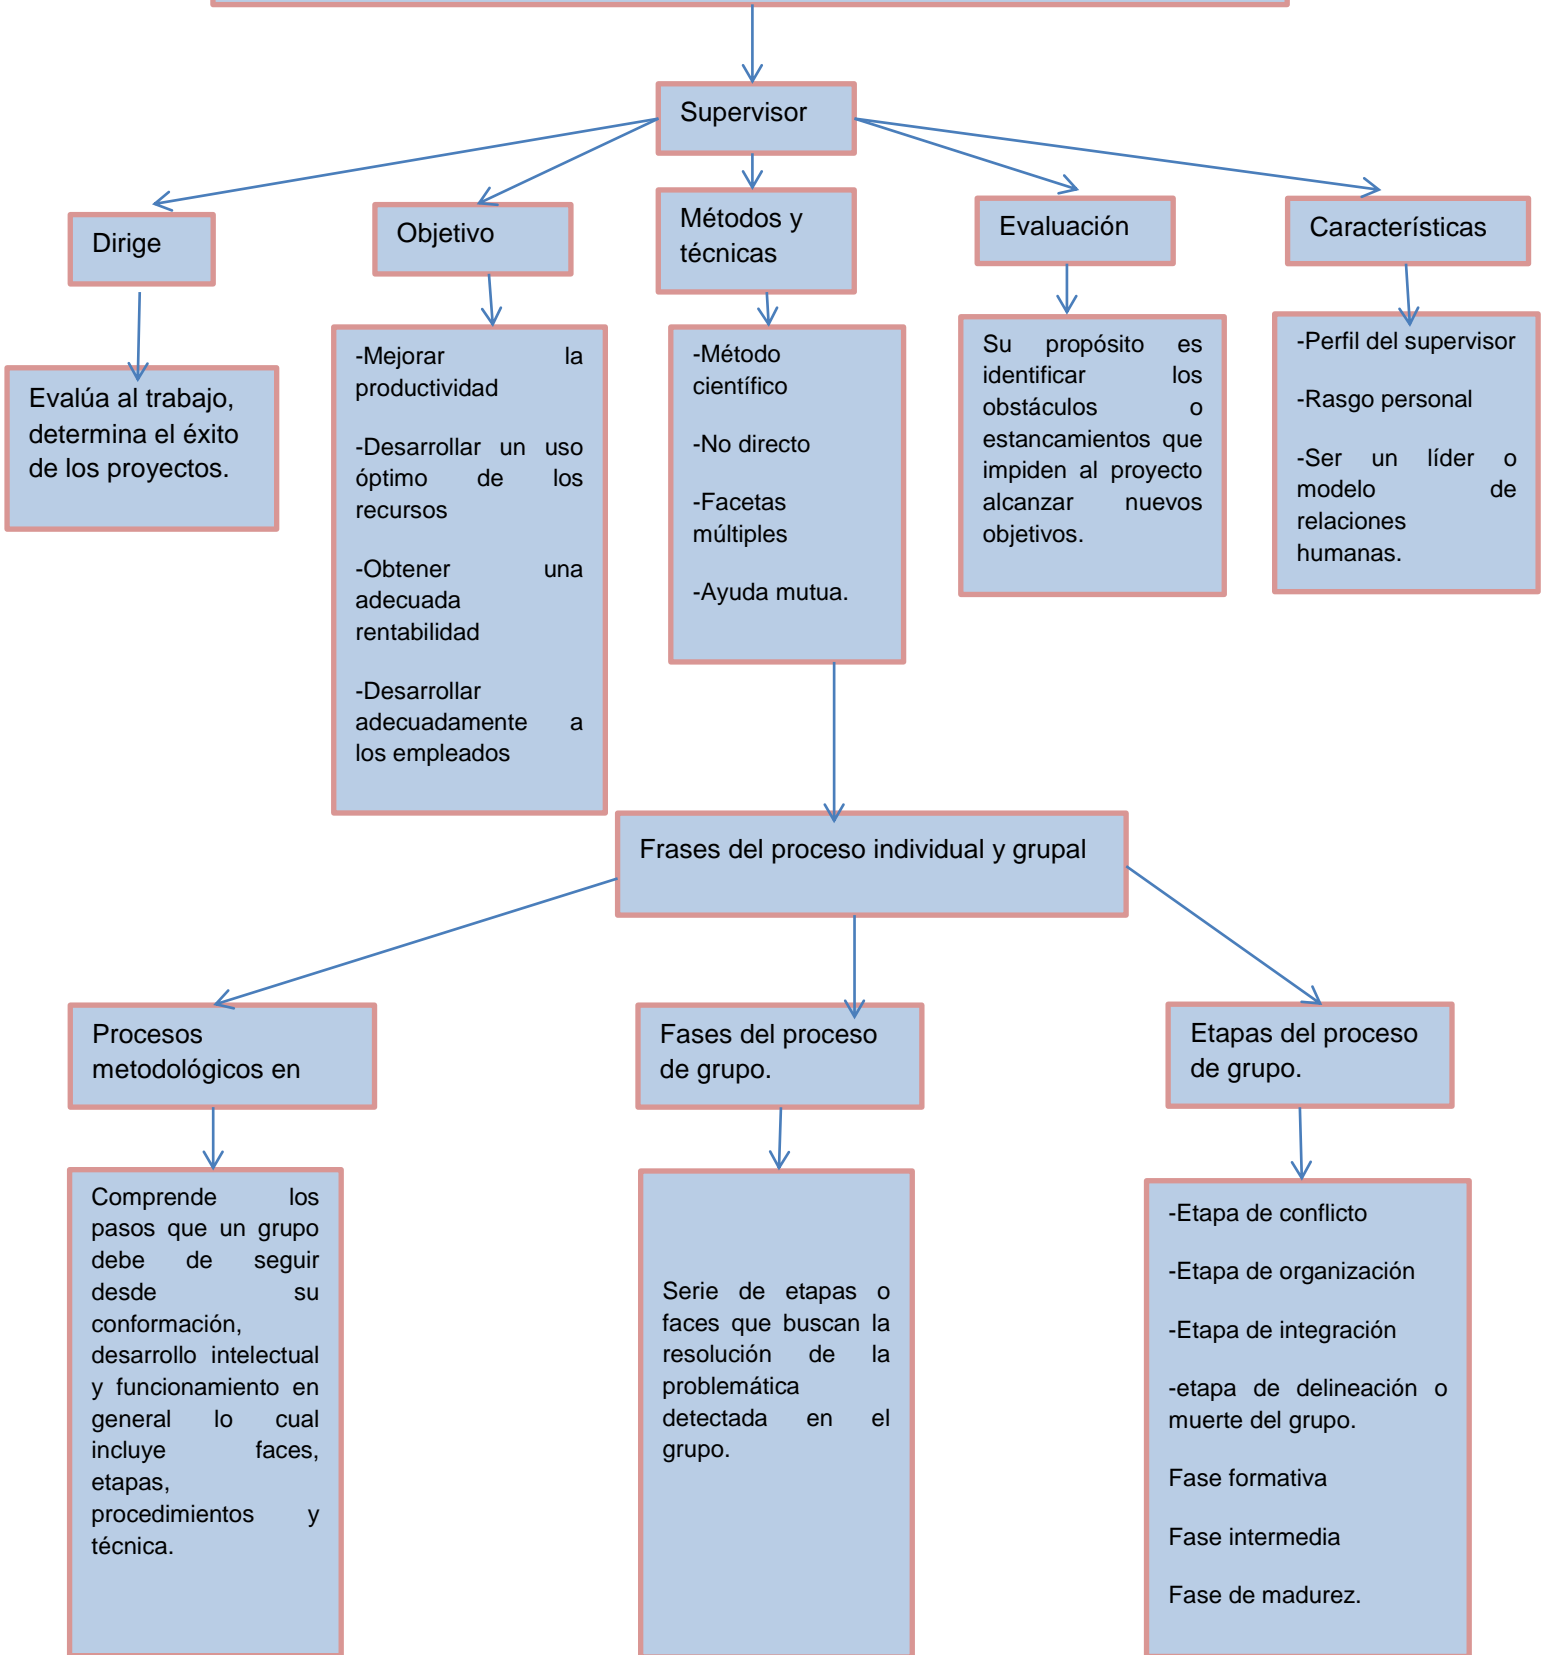 Supervisor
Dirige
Objetivo
Métodos y
técnicas
Evaluación
Características
Evalúa al trabajo,
determina el éxito
de los proyectos.
-Mejorar la
productividad
-Desarrollar un uso
óptimo de los
recursos
-Obtener una
adecuada
rentabilidad
-Desarrollar
adecuadamente a
los empleados
-Método
científico
-No directo
-Facetas
múltiples
-Ayuda mutua.
Su propósito es
identificar los
obstáculos o
estancamientos que
impiden al proyecto
alcanzar nuevos
objetivos.
-Perfil del supervisor
-Rasgo personal
-Ser un líder o
modelo de
relaciones
humanas.
Frases del proceso individual y grupal
Procesos
metodológicos en
Fases del proceso
de grupo.
Etapas del proceso
de grupo.
Comprende los
pasos que un grupo
debe de seguir
desde su
conformación,
desarrollo intelectual
y funcionamiento en
general lo cual
incluye faces,
etapas,
procedimientos y
técnica.
Serie de etapas o
faces que buscan la
resolución de la
problemática
detectada en el
grupo.
-Etapa de conflicto
-Etapa de organización
-Etapa de integración
-etapa de delineación o
muerte del grupo.
Fase formativa
Fase intermedia
Fase de madurez.